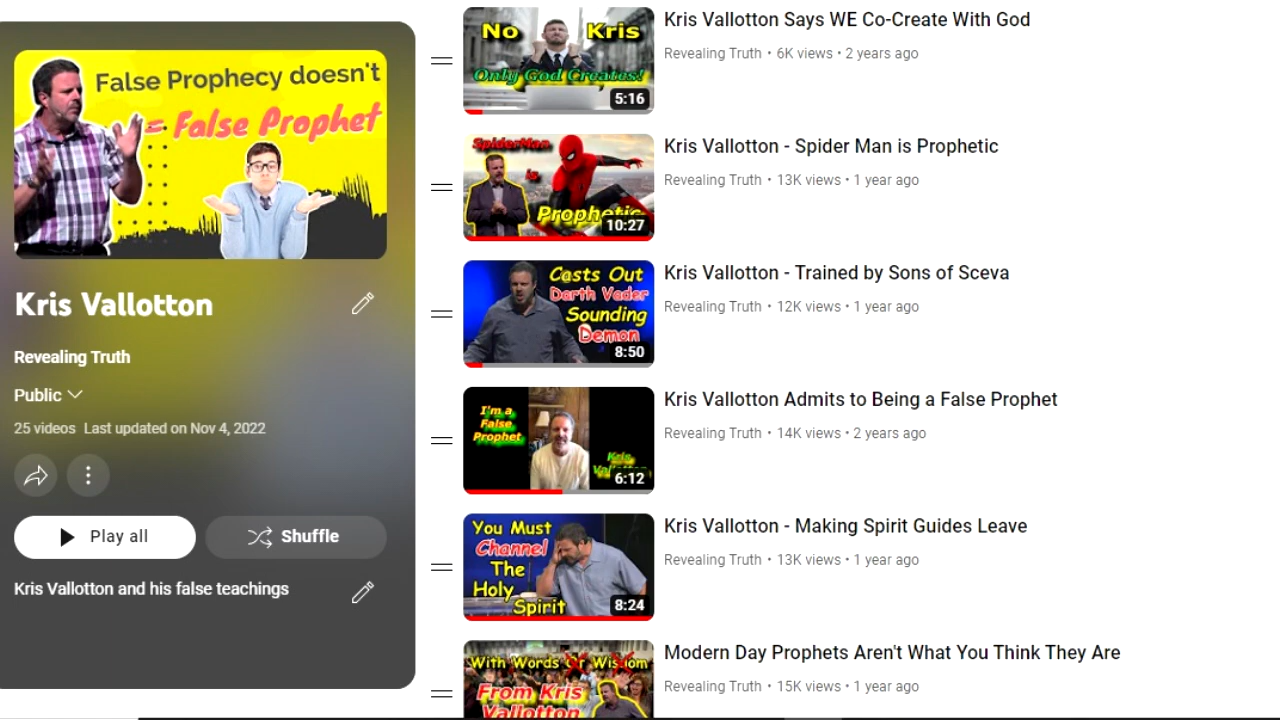 False Prophecy doesn't
= False Prophet
Kris Vallotton
Revealing Truth
Public
25 videos Last updated on Nov 4, 2022
Play all
Shuffle
Kris Vallotton and his false teachings
No Kris
Only God Creates!
5:16
Kris Vallotton Says WE Co-Create With God
Revealing Truth • 6K views • 2 years ago
SpiderMan
is
Prophetic
10:27
Kris Vallotton - Spider Man is Prophetic
Revealing Truth • 13K views • 1 year ago
Casts Out
Darth Vader
Sounding
Demon
8:50
Kris Vallotton - Trained by Sons of Sceva
Revealing Truth • 12K views • 1 year ago
I'm a
False
Prophet
Kris
6:12
Kris Vallotton Admits to Being a False Prophet
Revealing Truth • 14K views • 2 years ago
You Must
Channel
The
Holy
Spirit
8:24
Kris Vallotton - Making Spirit Guides Leave
Revealing Truth • 13K views • 1 year ago
With Words Or Wisdom
From Kris
Vallotton
Modern Day Prophets Aren't What You Think They Are
Revealing Truth • 15K views • 1 year ago